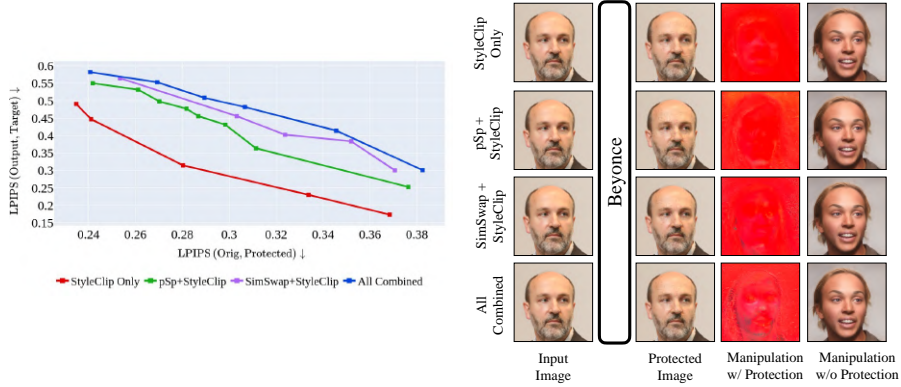 0.6
0.55
0.5
0.45
0.4
0.35
0.3
0.25
0.2
0.15
LPIPS (Output, Target) ↓
0.24
0.26
0.28
0.3
0.32
0.34
0.36
0.38
LPIPS (Orig, Protected) ↓
StyleClip Only
pSp+StyleClip
SimSwap+StyleClip
All Combined
StyleClip
Only
pSp +
StyleClip
SimSwap +
StyleClip
All
Combined
Beyonce
Input
Image
Protected
Image
Manipulation
w/ Protection
Manipulation
w/o Protection